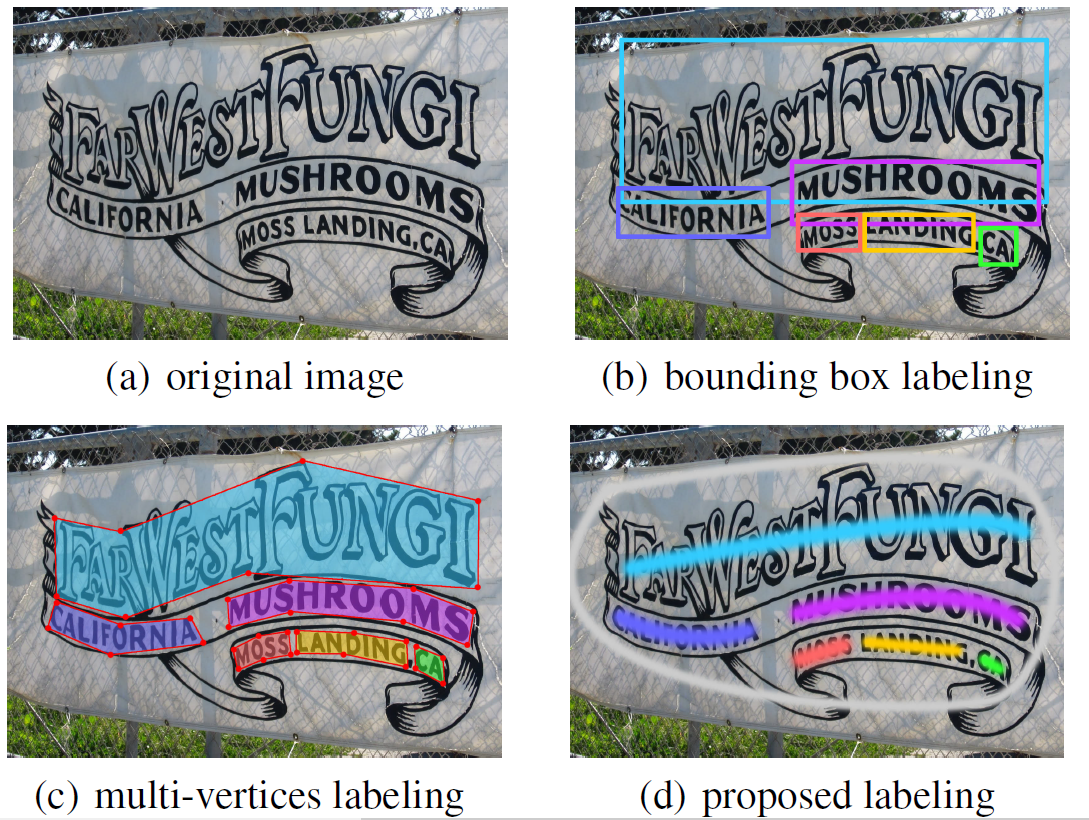 FARWESTFUNGI
CALIFORNIA
MUSHROOMS
MOSS LANDING, CA
FARWESTFUNGI
CALIFORNIA
MUSHROOMS
MOSS LANDING, CA
(a) original image
(b) bounding box labeling
FARWESTFUNGI
CALIFORNIA
MUSHROOMS
MOSS LANDING, CA
FARWESTFUNGI
CALIFORNIA
MUSHROOMS
MOSS LANDING, CA
(c) multi-vertices labeling
(d) proposed labeling